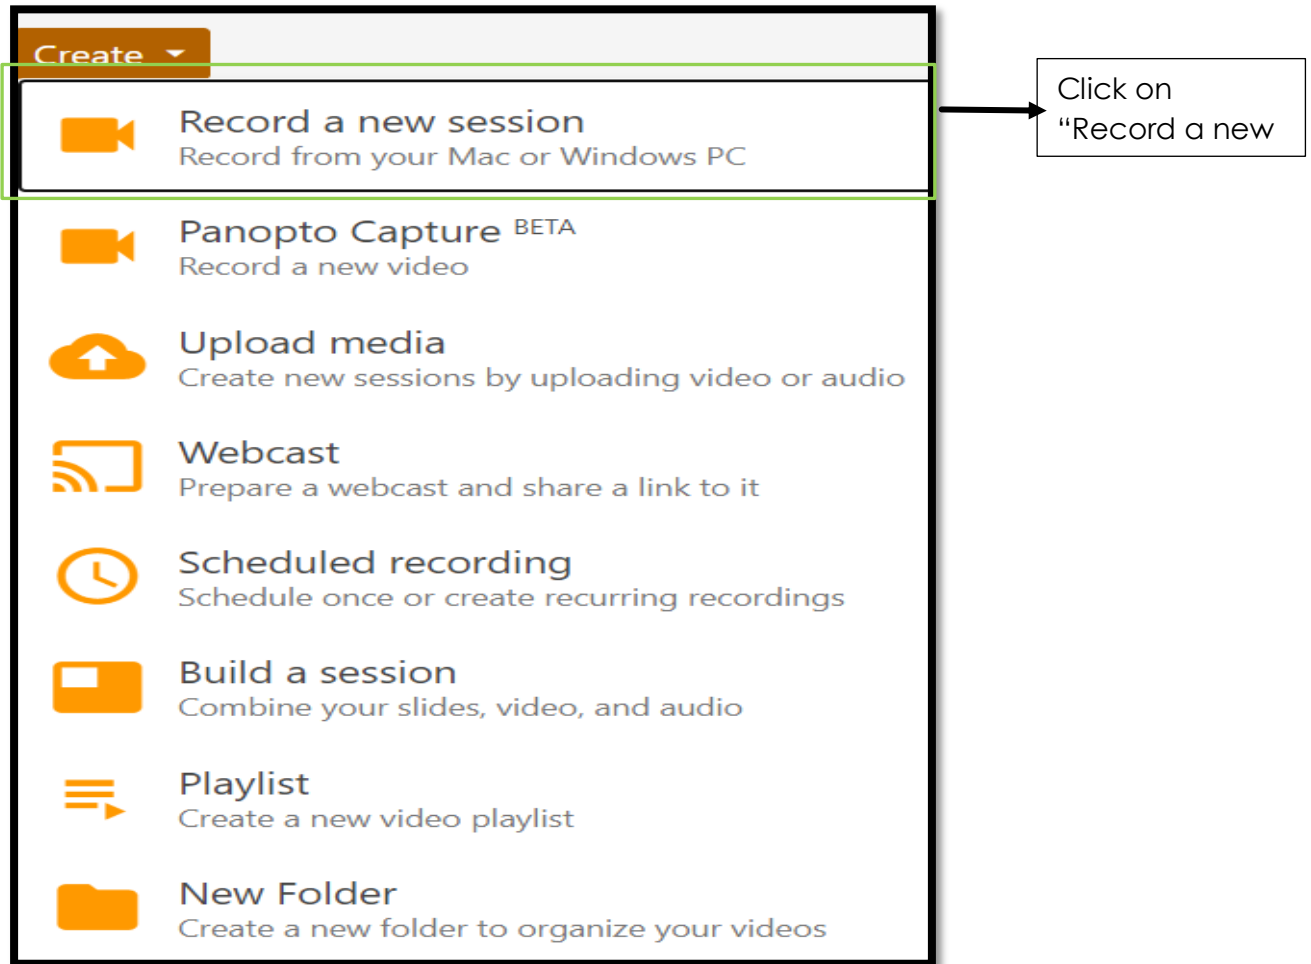 Create
Record a new session
Record from your Mac or Windows PC
Click on
“Record a new
Panopto Capture BETA
Record a new video
Upload media
Create new sessions by uploading video or audio
Webcast
Prepare a webcast and share a link to it
Scheduled recording
Schedule once or create recurring recordings
Build a session
Combine your slides, video, and audio
Playlist
Create a new video playlist
New Folder
Create a new folder to organize your videos